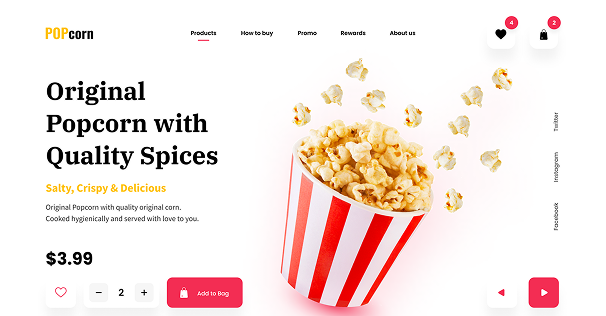 POPcorn
Products
How to buy
Promo
Rewards
About us
4
2
Original
Popcorn with
Quality Spices
Salty, Crispy & Delicious
Original Popcorn with quality original corn.
Cooked hygienically and served with love to you.
$3.99
− 2 +
Add to Bag
Twitter
Instagram
Facebook